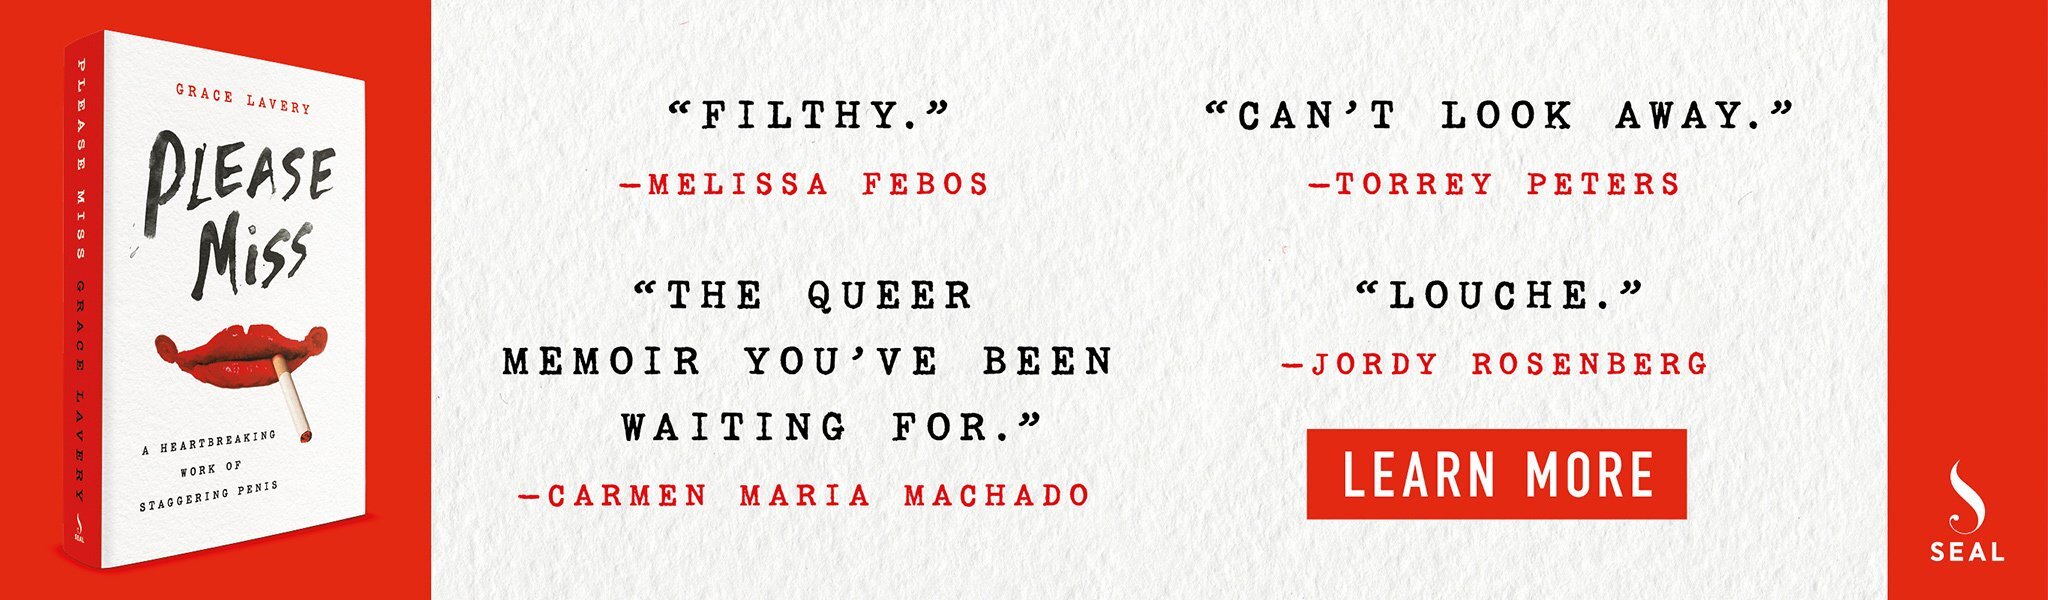 PLEASE MISS GRACE LAVERY
SEAL
GRACE LAVERY
PLEASE
MISS
A HEARTBREAKING
WORK OF
STAGGERING PENIS
“FILTHY.”
—MELISSA FEBOS
“THE QUEER
MEMOIR YOU’VE BEEN
WAITING FOR.”
—CARMEN MARIA MACHADO
“CAN’T LOOK AWAY.”
—TORREY PETERS
“LOUCHE.”
—JORDY ROSENBERG
LEARN MORE
SEAL